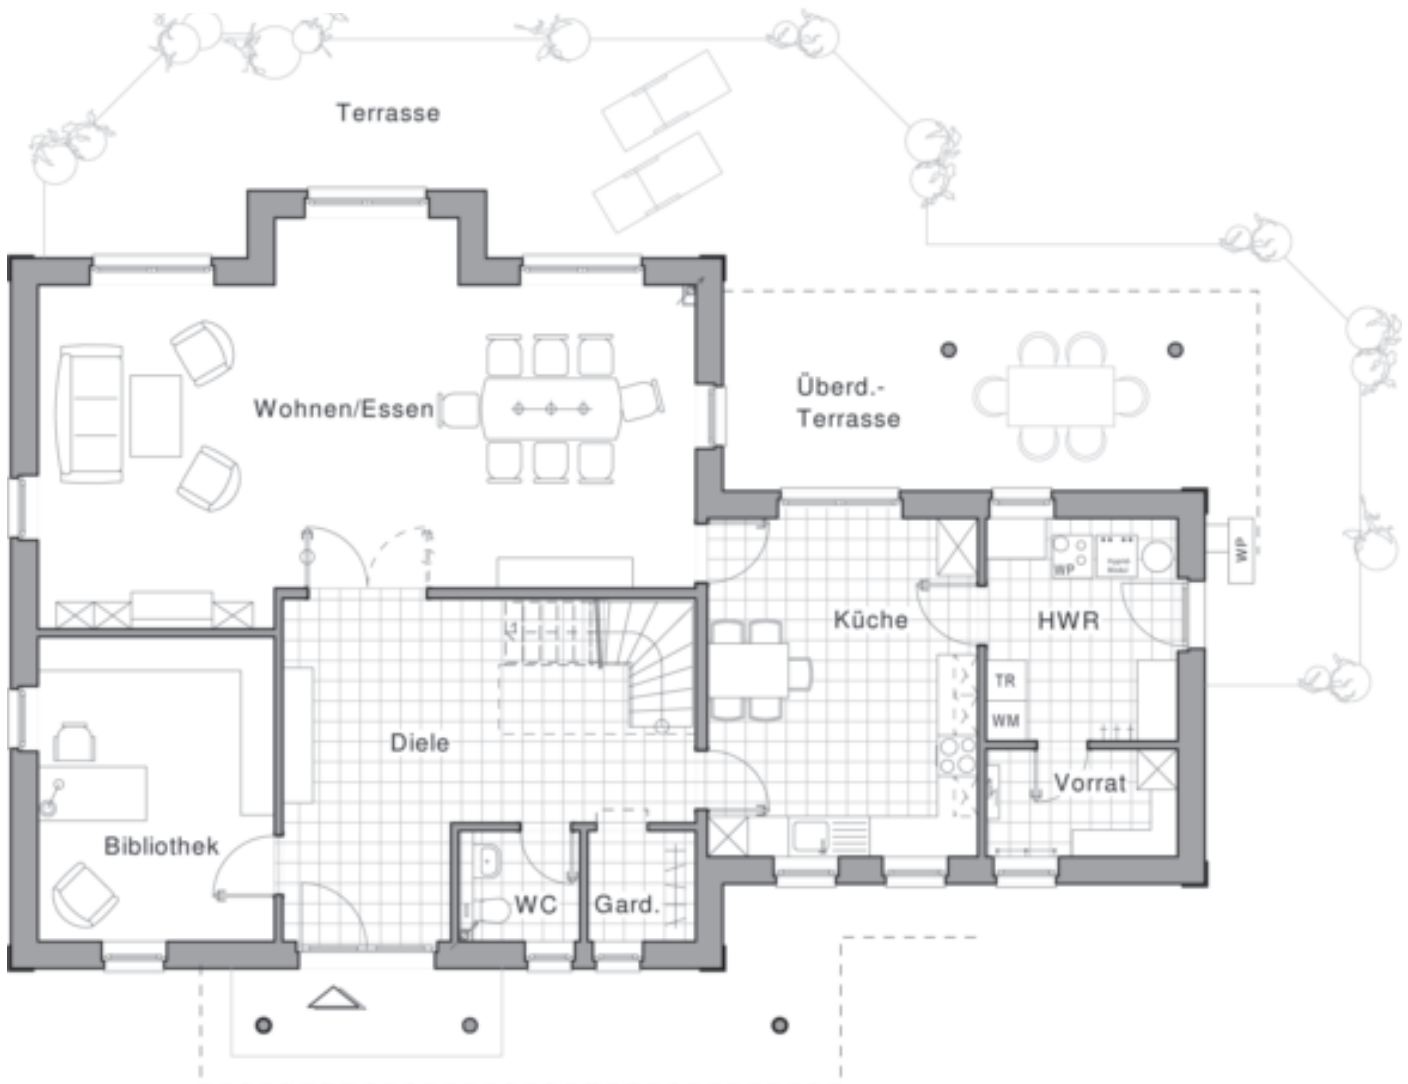 Terrasse
Wohnen/Essen
Überd.-
Terrasse
WP
WP
Küche
HWR
TR
WM
Diele
Vorrat
Bibliothek
WC
Gard.